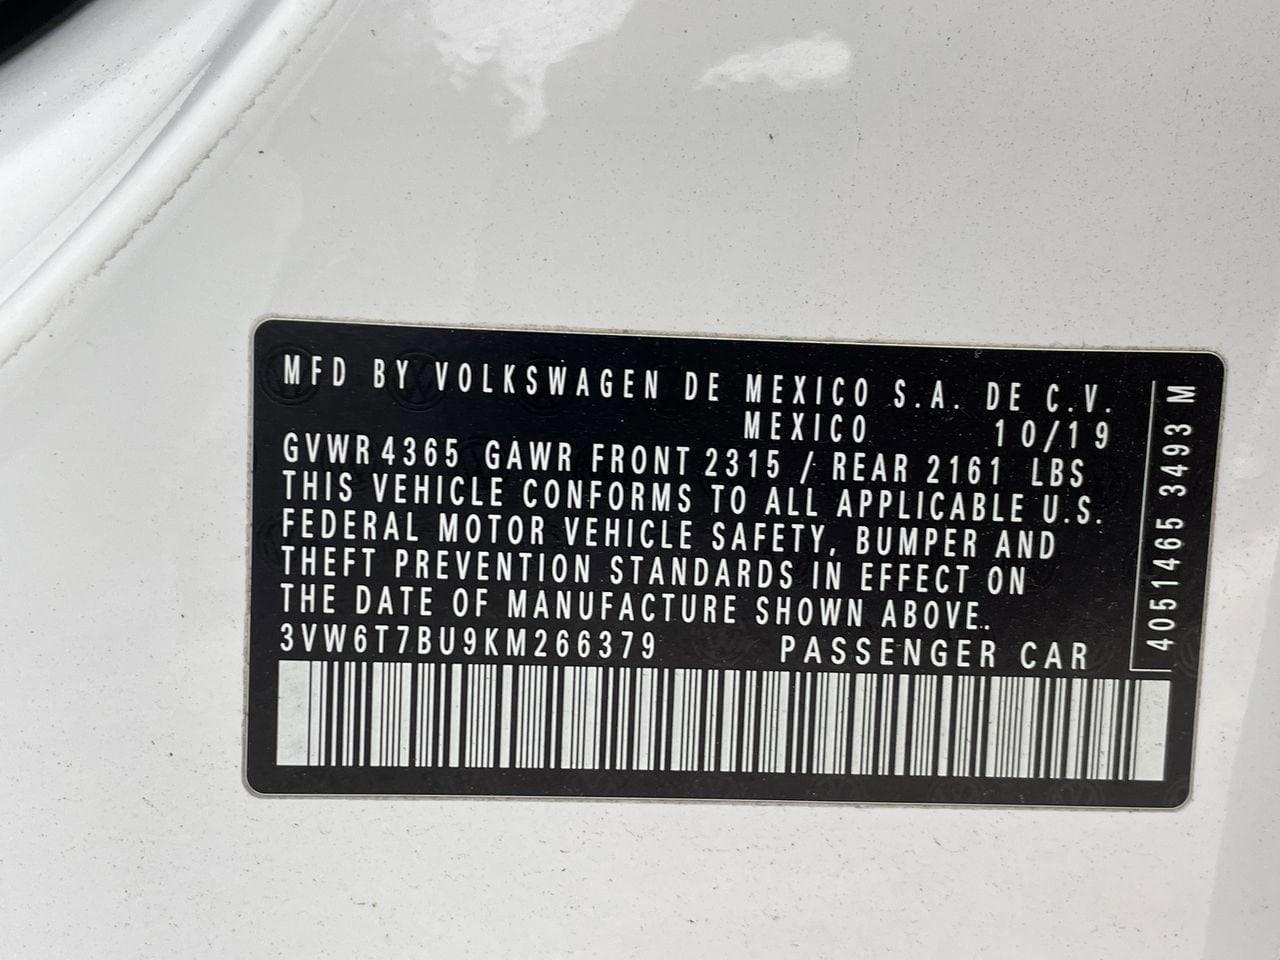 MFD BY VOLKSWAGEN DE MEXICO S.A. DE C.V.
MEXICO 10/19
GVWR 4365 GAWR FRONT 2315 / REAR 2161 LBS
THIS VEHICLE CONFORMS TO ALL APPLICABLE U.S.
FEDERAL MOTOR VEHICLE SAFETY, BUMPER AND
THEFT PREVENTION STANDARDS IN EFFECT ON
THE DATE OF MANUFACTURE SHOWN ABOVE.
3VW6T7BU9KM266379 PASSENGER CAR
4051465 3493 M